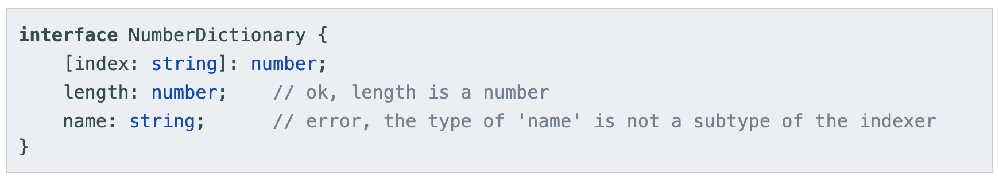 interface NumberDictionary {
    [index: string]: number;
    length: number;    // ok, length is a number
    name: string;      // error, the type of 'name' is not a subtype of the indexer
}